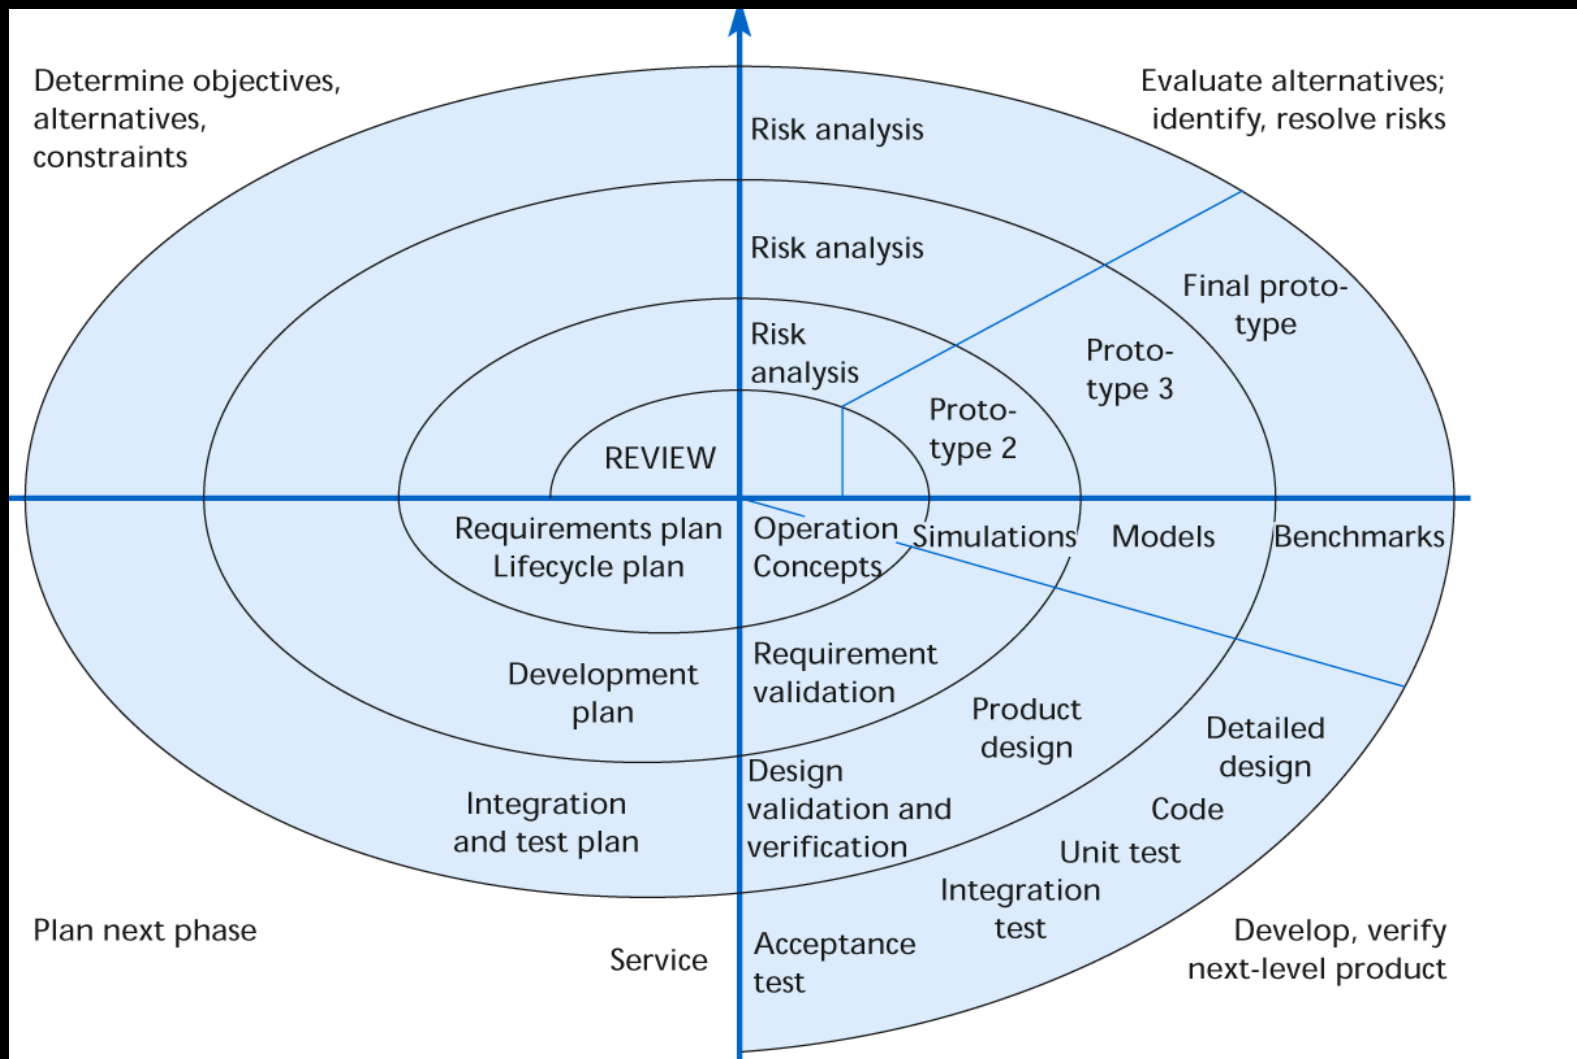 Determine objectives,
alternatives,
constraints
Evaluate alternatives;
identify, resolve risks
Risk analysis
Risk analysis
Risk
analysis
Final proto-
type
Proto-
type 3
Proto-
type 2
REVIEW
Requirements plan
Lifecycle plan
Operation
Concepts
Simulations
Models
Benchmarks
Development
plan
Requirement
validation
Product
design
Detailed
design
Integration
and test plan
Design
validation and
verification
Code
Unit test
Integration
test
Acceptance
test
Plan next phase
Service
Develop, verify
next-level product